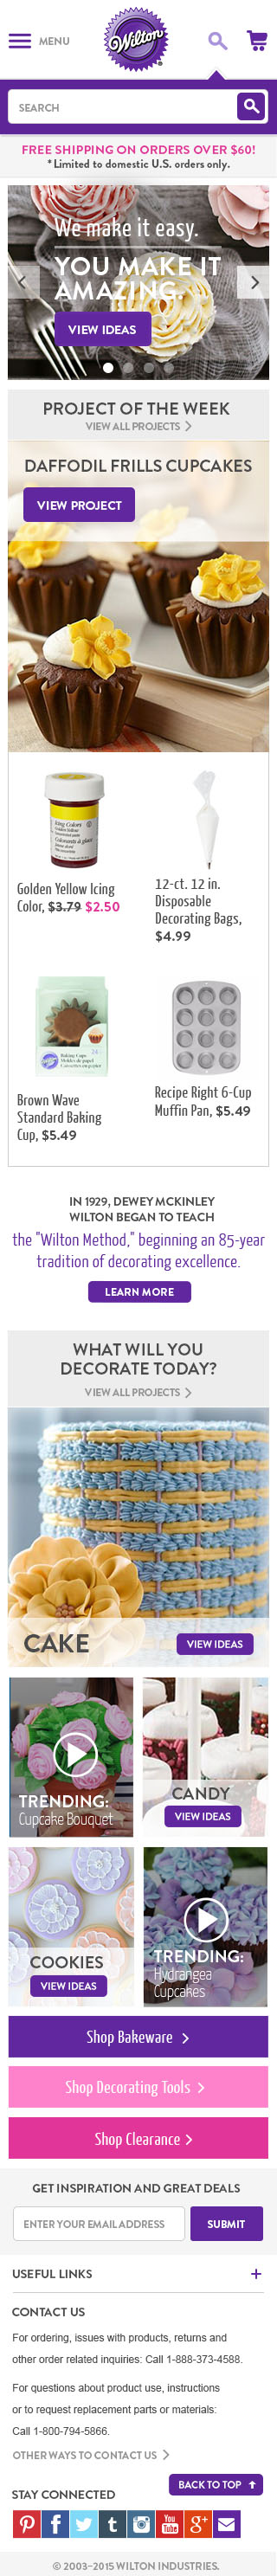 MENU
Wilton
SEARCH
FREE SHIPPING ON ORDERS OVER $60!
*Limited to domestic U.S. orders only.
We make it easy.
YOU MAKE IT
AMAZING.
VIEW IDEAS
PROJECT OF THE WEEK
VIEW ALL PROJECTS
DAFFODIL FRILLS CUPCAKES
VIEW PROJECT
Golden Yellow Icing
Color, $3.79 $2.50
12-ct. 12 in.
Disposable
Decorating Bags,
$4.99
Brown Wave
Standard Baking
Cup, $5.49
Recipe Right 6-Cup
Muffin Pan, $5.49
IN 1929, DEWEY MCKINLEY
WILTON BEGAN TO TEACH
the "Wilton Method," beginning an 85-year
tradition of decorating excellence.
LEARN MORE
WHAT WILL YOU
DECORATE TODAY?
VIEW ALL PROJECTS
CAKE
VIEW IDEAS
TRENDING:
Cupcake Bouquet
CANDY
VIEW IDEAS
COOKIES
VIEW IDEAS
TRENDING:
Hydrangea
Cupcakes
Shop Bakeware
Shop Decorating Tools
Shop Clearance
GET INSPIRATION AND GREAT DEALS
ENTER YOUR EMAIL ADDRESS
SUBMIT
USEFUL LINKS
CONTACT US
For ordering, issues with products, returns and
other order related inquiries: Call 1-888-373-4588.
For questions about product use, instructions
or to request replacement parts or materials:
Call 1-800-794-5866.
OTHER WAYS TO CONTACT US
BACK TO TOP
STAY CONNECTED
© 2003-2015 WILTON INDUSTRIES.